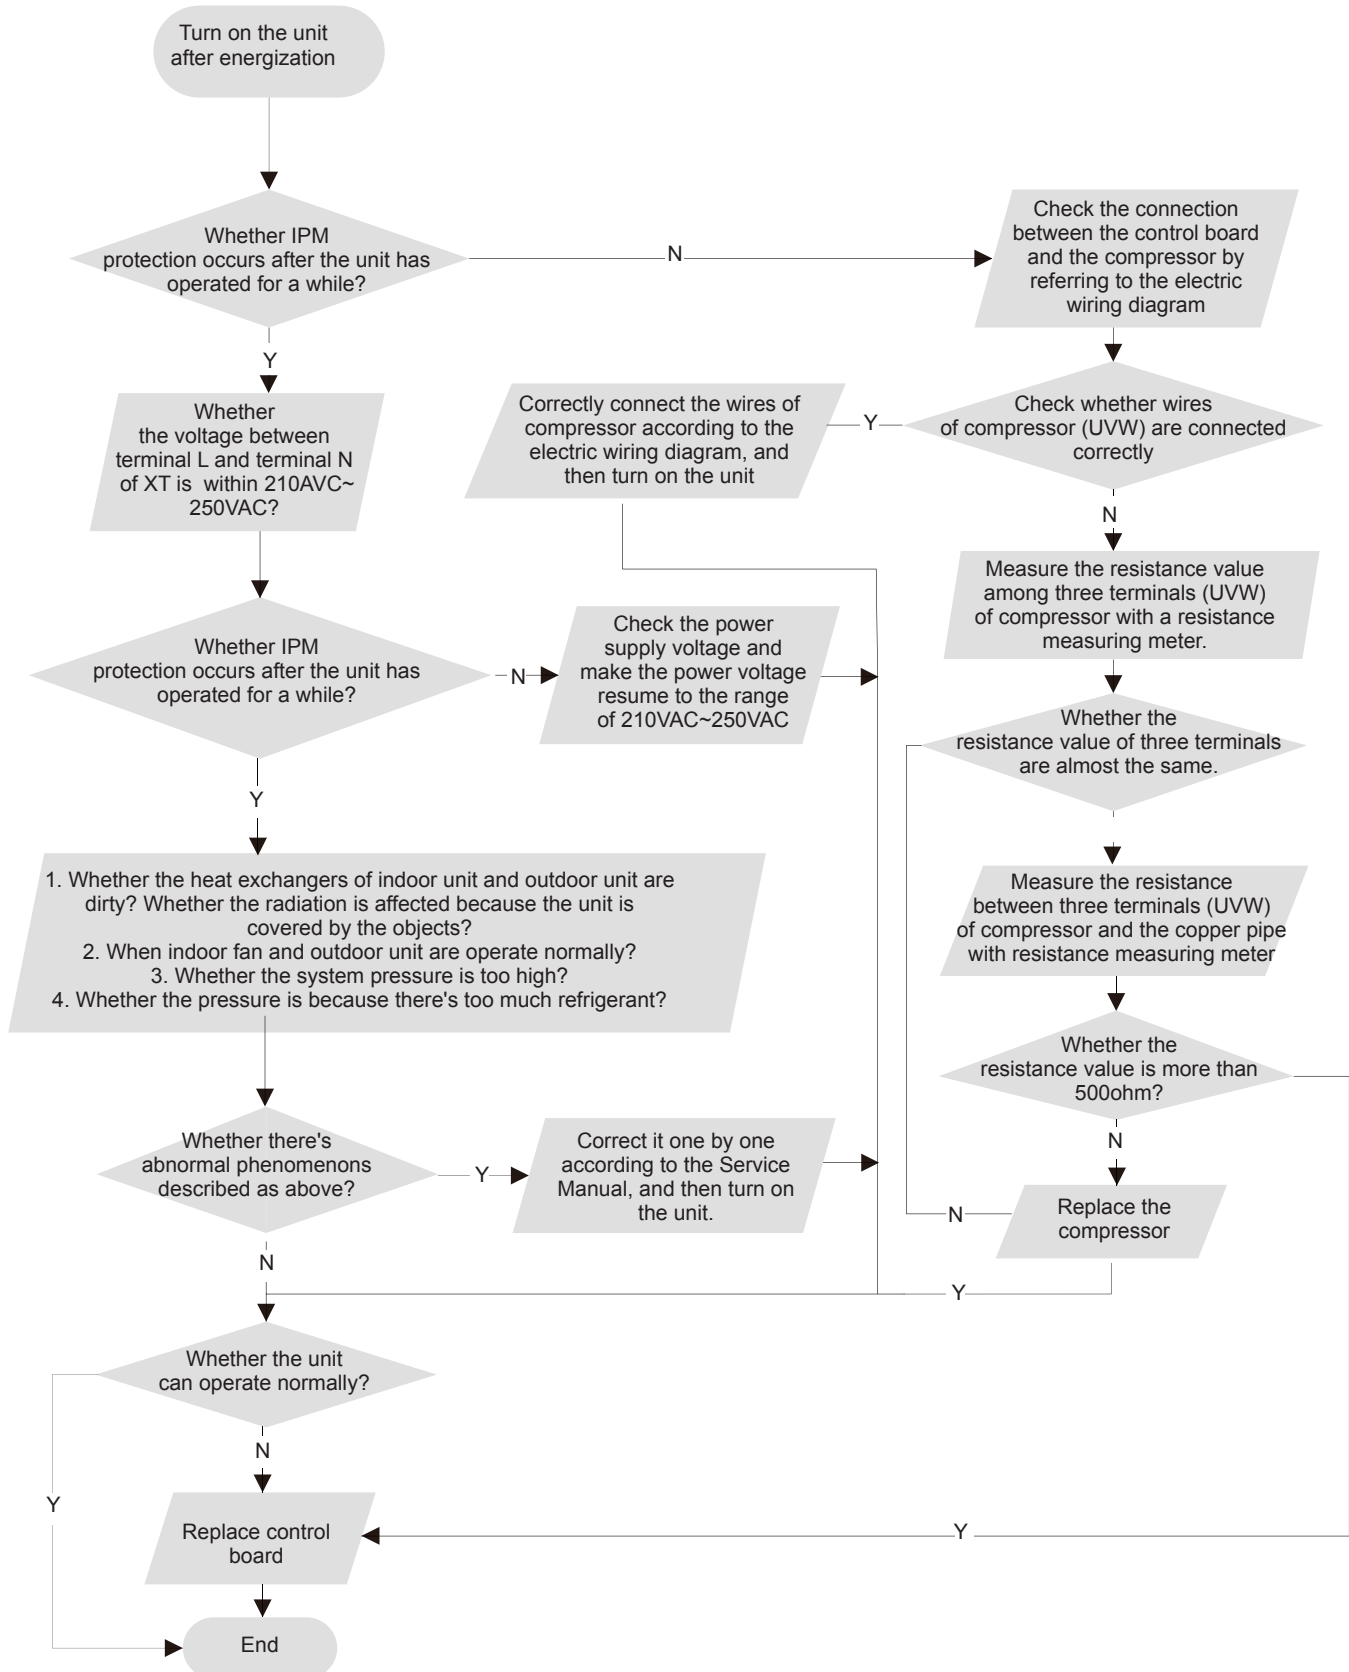 Turn on the unit
after energization
Whether IPM
protection occurs after the unit has
operated for a while?
N
Check the connection
between the control board
and the compressor by
referring to the electric
wiring diagram
Y
Whether
the voltage between
terminal L and terminal N
of XT is within 210AVC~
250VAC?
Correctly connect the wires of
compressor according to the
electric wiring diagram, and
then turn on the unit
Y
Check whether wires
of compressor (UVW) are connected
correctly
N
Measure the resistance value
among three terminals (UVW)
of compressor with a resistance
measuring meter.
Whether IPM
protection occurs after the unit has
operated for a while?
N
Check the power
supply voltage and
make the power voltage
resume to the range
of 210VAC~250VAC
Whether the
resistance value of three terminals
are almost the same.
Y
1. Whether the heat exchangers of indoor unit and outdoor unit are
dirty? Whether the radiation is affected because the unit is
covered by the objects?
2. When indoor fan and outdoor unit are operate normally?
3. Whether the system pressure is too high?
4. Whether the pressure is because there's too much refrigerant?
Measure the resistance
between three terminals (UVW)
of compressor and the copper pipe
with resistance measuring meter
Whether the
resistance value is more than
500ohm?
N
Whether there's
abnormal phenomenons
described as above?
Y
Correct it one by one
according to the Service
Manual, and then turn on
the unit.
N
Replace the
compressor
N
Y
Whether the unit
can operate normally?
N
Y
Replace control
board
Y
End